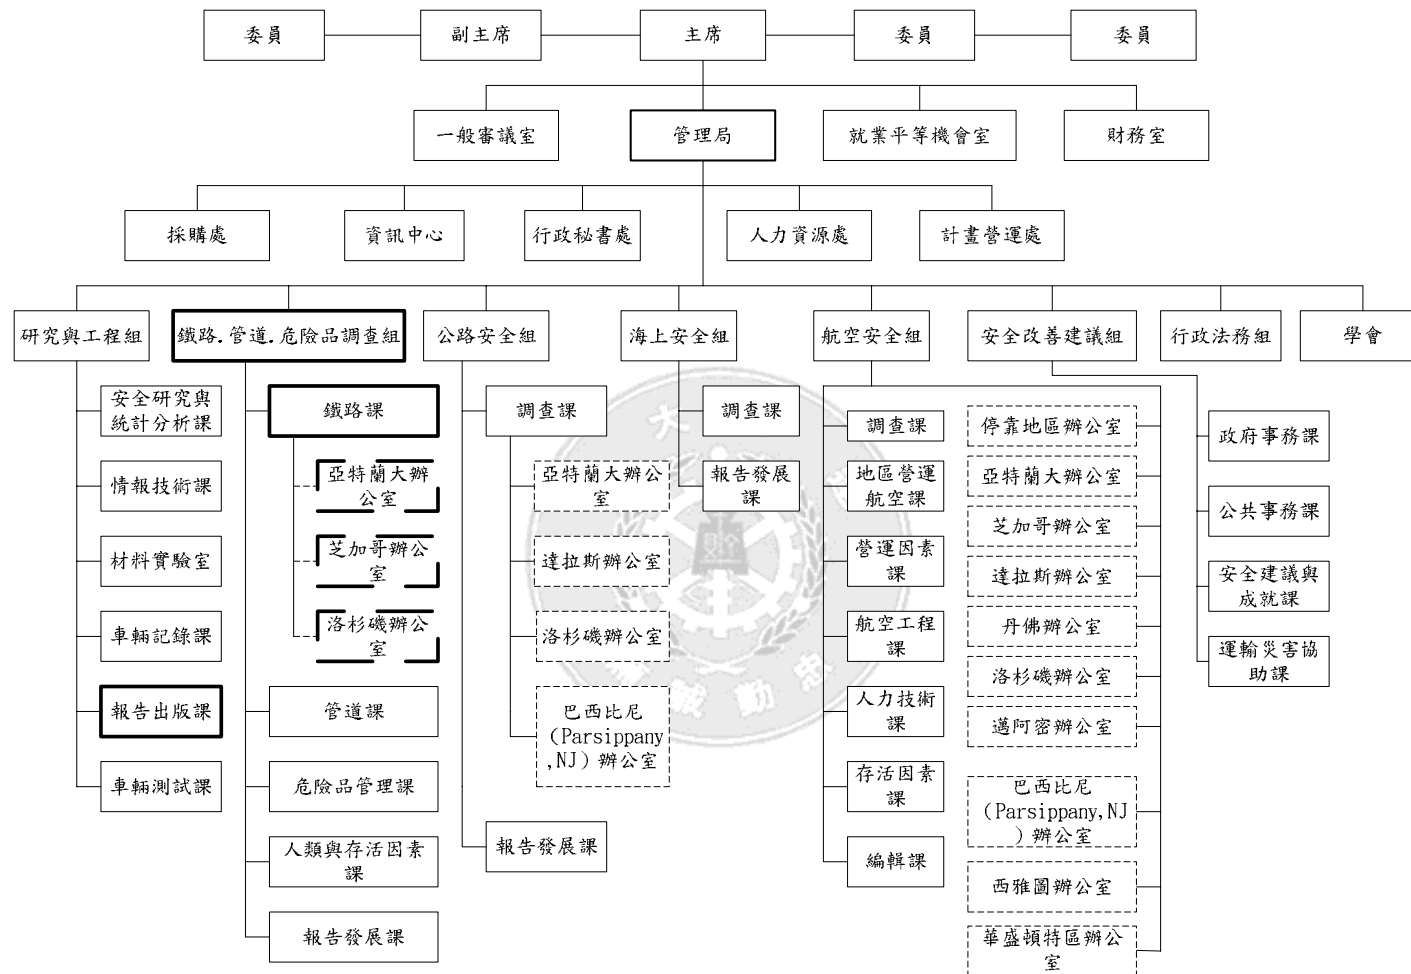 委員
副主席
主席
委員
委員
一般審議室
管理局
就業平等機會室
財務室
採購處
資訊中心
行政秘書處
人力資源處
計畫營運處
研究與工程組
鐵路.管道.危險品調查組
公路安全組
海上安全組
航空安全組
安全改善建議組
行政法務組
學會
安全研究與
統計分析課
情報技術課
材料實驗室
車輛記錄課
報告出版課
車輛測試課
鐵路課
亞特蘭大辦
公室
芝加哥辦公
室
洛杉磯辦公
室
管道課
危險品管理課
人類與存活因素
課
報告發展課
調查課
亞特蘭大辦公
室
達拉斯辦公室
洛杉磯辦公室
巴西比尼
(Parsippany
,NJ) 辦公室
報告發展課
調查課
報告發展
課
調查課
地區營運
航空課
營運因素
課
航空工程
課
人力技術
課
存活因素
課
編輯課
停靠地區辦公室
亞特蘭大辦公室
芝加哥辦公室
達拉斯辦公室
丹佛辦公室
洛杉磯辦公室
邁阿密辦公室
巴西比尼
(Parsippany,NJ
) 辦公室
西雅圖辦公室
華盛頓特區辦公
室
政府事務課
公共事務課
安全建議與
成就課
運輸災害協
助課